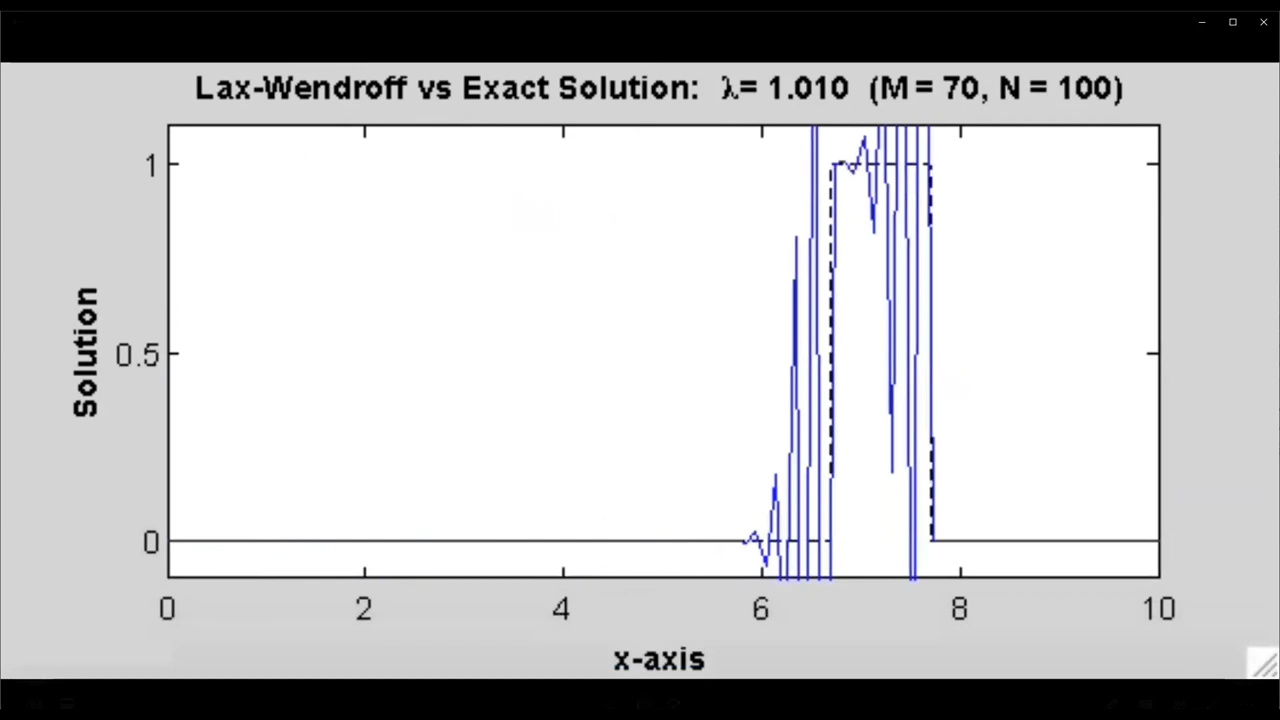 Lax-Wendroff vs Exact Solution: λ= 1.010 (M = 70, N = 100)
1
0.5
0
Solution
0 2 4 6 8 10
x-axis